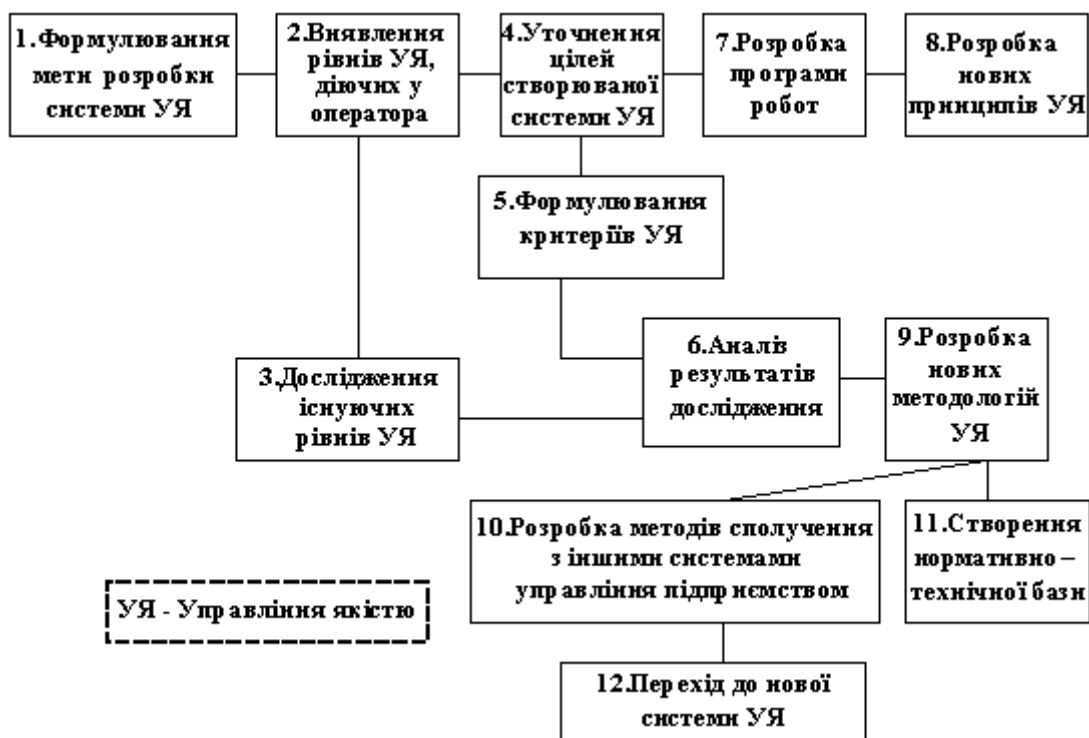 1.Формулювання
мети розробки
системи УЯ
2.Виявлення
рівнів УЯ,
діючих у
оператора
4.Уточнення
цілей
створюваної
системи УЯ
7.Розробка
програми
робот
8.Розробка
нових
принципів УЯ
5.Формулювання
критеріїв УЯ
6.Аналіз
результатів
дослідження
9.Розробка
нових
методологій
УЯ
3.Дослідження
існуючих
рівнів УЯ
10.Розробка методів сполучення
з іншими системами
управління підприємством
11.Створення
нормативно –
технічної бази
УЯ - Управління якістю
12.Перехід до нової
системи УЯ